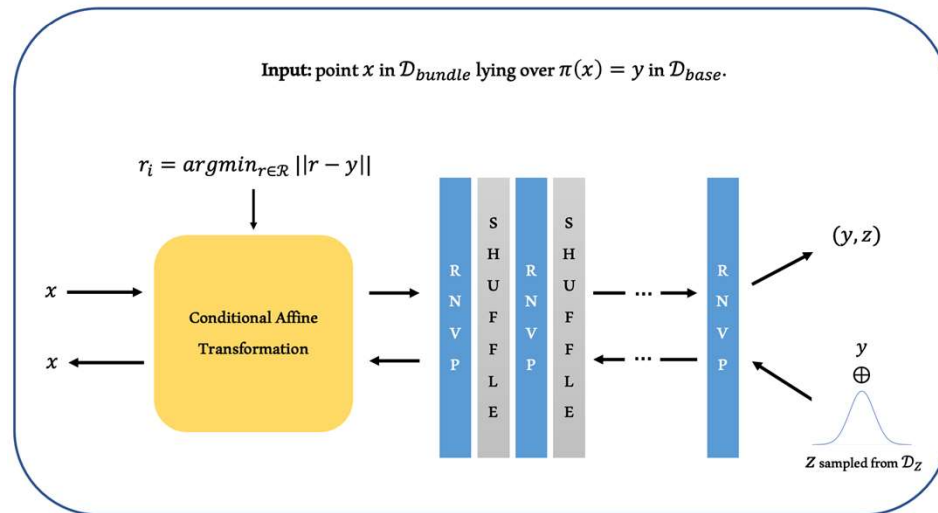 Input: point x in 𝒟_bundle lying over π(x) = y in 𝒟_base.
r_i = argmin_{r∈ℛ} ||r − y||
x
x
Conditional Affine
Transformation
RNVP
SHUFFLE
RNVP
SHUFFLE
...
...
RNVP
(y, z)
y
⊕
z sampled from 𝒟_Z